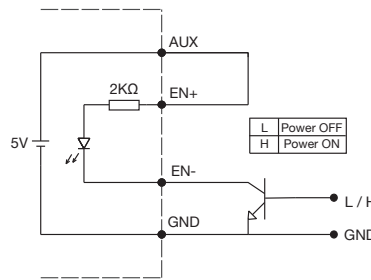 AUX
2KΩ
EN+
L Power OFF
H Power ON
5V
EN-
L / H
GND
GND